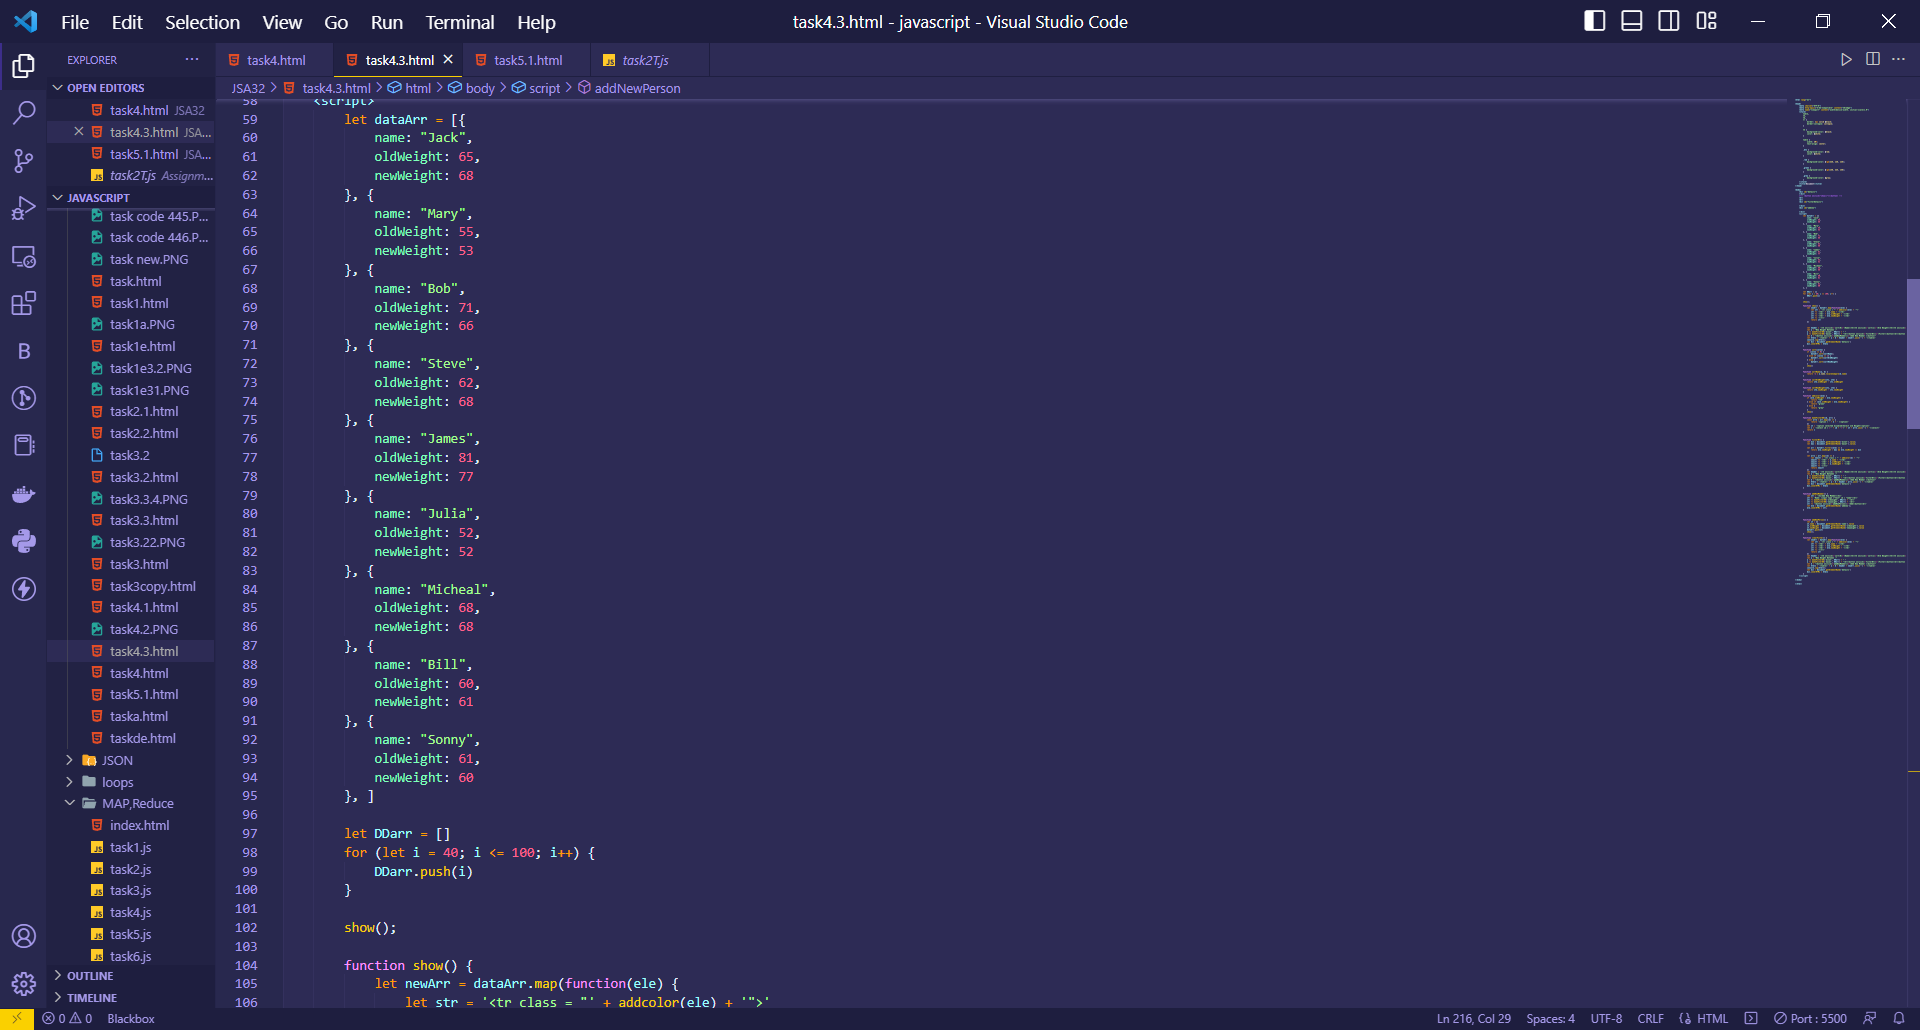 File Edit Selection View Go Run Terminal Help
task4.3.html - javascript - Visual Studio Code
EXPLORER ···
OPEN EDITORS
task4.html JSA32
task4.3.html JSA...
task5.1.html JSA...
task2T.js Assignm...
JAVASCRIPT
task code 445.P...
task code 446.P...
task new.PNG
task.html
task1.html
task1a.PNG
task1e.html
task1e3.2.PNG
task1e31.PNG
task2.1.html
task2.2.html
task3.2
task3.2.html
task3.3.4.PNG
task3.3.html
task3.22.PNG
task3.html
task3copy.html
task4.1.html
task4.2.PNG
task4.3.html
task4.html
task5.1.html
taska.html
taskde.html
JSON
loops
MAP,Reduce
index.html
task1.js
task2.js
task3.js
task4.js
task5.js
task6.js
OUTLINE
TIMELINE
task4.html task4.3.html task5.1.html task2T.js
JSA32 > task4.3.html > html > body > script > addNewPerson
58 <script>
59 let dataArr = [{
60 name: "Jack",
61 oldWeight: 65,
62 newWeight: 68
63 }, {
64 name: "Mary",
65 oldWeight: 55,
66 newWeight: 53
67 }, {
68 name: "Bob",
69 oldWeight: 71,
70 newWeight: 66
71 }, {
72 name: "Steve",
73 oldWeight: 62,
74 newWeight: 68
75 }, {
76 name: "James",
77 oldWeight: 81,
78 newWeight: 77
79 }, {
80 name: "Julia",
81 oldWeight: 52,
82 newWeight: 52
83 }, {
84 name: "Micheal",
85 oldWeight: 68,
86 newWeight: 68
87 }, {
88 name: "Bill",
89 oldWeight: 60,
90 newWeight: 61
91 }, {
92 name: "Sonny",
93 oldWeight: 61,
94 newWeight: 60
95 }, ]
96
97 let DDarr = []
98 for (let i = 40; i <= 100; i++) {
99 DDarr.push(i)
100 }
101
102 show();
103
104 function show() {
105 let newArr = dataArr.map(function(ele) {
106 let str = '<tr class = "' + addcolor(ele) + '">'
0 0 Blackbox
Ln 216, Col 29 Spaces: 4 UTF-8 CRLF HTML Port : 5500